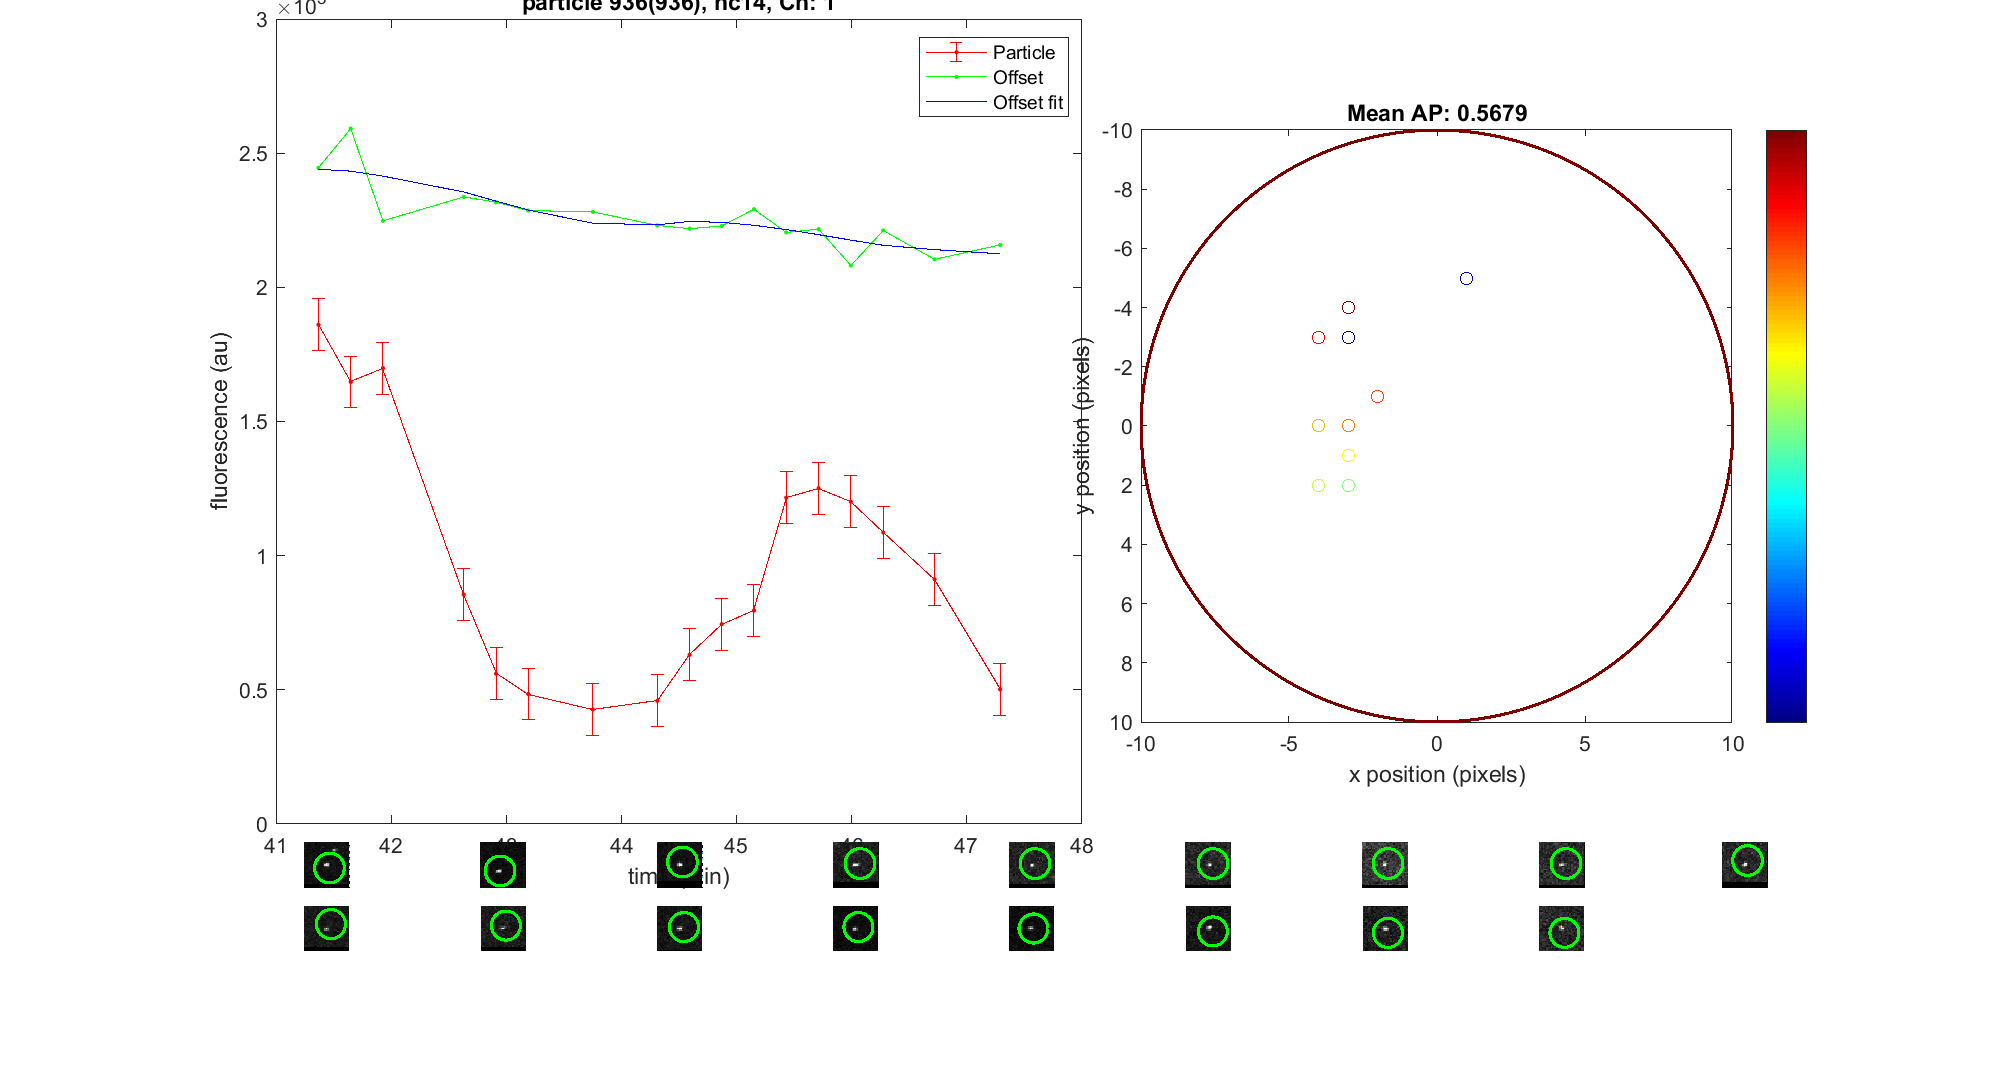 particle 936(936), nc14, Ch: 1
3
2.5
2
1.5
1
0.5
0
fluorescence (au)
Particle
Offset
Offset fit
41 42 44 45 47 48
Mean AP: 0.5679
-10
-8
-6
-4
-2
0
2
4
6
8
10
y position (pixels)
-10 -5 0 5 10
x position (pixels)